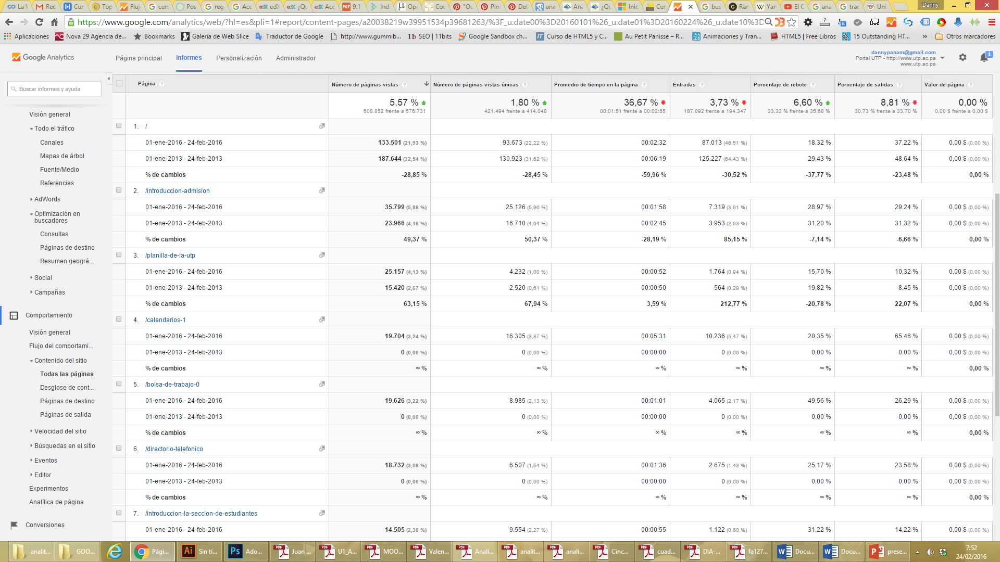 La \
Rec
Cur
Top
Fluj
curs
Pos
reg
Ace
edX
¿Qu
Acc
9.1
Indi
Ope
Cou
"Ou
Pint
Del
ana
Ana
¿Qu
Inic
Cur
bus
Ran
Yan
El C
ana
trac
Uni
Danny
https://www.google.com/analytics/web/?hl=es&pli=1#report/content-pages/a20038219w39951534p39681263/%3F_u.date00%3D20160101%26_u.date01%3D20160224%26_u.date10%3D
Aplicaciones
Nova 29 Agencia de...
Bookmarks
Galería de Web Slice
Traductor de Google
http://www.gummib...
SEO | 11bits
Google Sandbox ch...
Curso de HTML5 y C...
Au Petit Panisse – R...
Animaciones y Tran...
HTML5 | Free Libros
15 Outstanding HT...
»
Otros marcadores
Google Analytics
Página principal
Informes
Personalización
Administrador
dannypanam@gmail.com
Portal UTP - http://www.utp.ac.pa
www.utp.ac.pa
Buscar informes y ayuda
Visión general
Todo el tráfico
Canales
Mapas de árbol
Fuente/Medio
Referencias
AdWords
Optimización en
buscadores
Consultas
Páginas de destino
Resumen geográ...
Social
Campañas
Comportamiento
Visión general
Flujo del comportami...
Contenido del sitio
Todas las páginas
Desglose de cont...
Páginas de destino
Páginas de salida
Velocidad del sitio
Búsquedas en el sitio
Eventos
Editor
Experimentos
Analítica de página
Conversiones
Página Número de páginas vistas Número de páginas vistas únicas Promedio de tiempo en la página Entradas Porcentaje de rebote Porcentaje de salidas Valor de página
5,57 % 1,80 % 36,67 % 3,73 % 6,60 % 8,81 % 0,00 %
608.852 frente a 576.731 421.494 frente a 414.048 00:01:51 frente a 00:02:55 187.092 frente a 194.347 33,33 % frente a 35,68 % 30,73 % frente a 33,70 % 0,00 $ frente a 0,00 $
1. /
01-ene-2016 - 24-feb-2016 133.501 (21,93 %) 93.673 (22,22 %) 00:02:32 87.013 (46,51 %) 18,32 % 37,22 % 0,00 $ (0,00 %)
01-ene-2013 - 24-feb-2013 187.644 (32,54 %) 130.923 (31,62 %) 00:06:19 125.227 (64,43 %) 29,43 % 48,64 % 0,00 $ (0,00 %)
% de cambios -28,85 % -28,45 % -59,96 % -30,52 % -37,77 % -23,48 % 0,00 %
2. /introduccion-admision
01-ene-2016 - 24-feb-2016 35.799 (5,88 %) 25.126 (5,96 %) 00:01:58 7.319 (3,91 %) 28,97 % 29,24 % 0,00 $ (0,00 %)
01-ene-2013 - 24-feb-2013 23.966 (4,16 %) 16.710 (4,04 %) 00:02:45 3.953 (2,03 %) 31,20 % 31,32 % 0,00 $ (0,00 %)
% de cambios 49,37 % 50,37 % -28,19 % 85,15 % -7,14 % -6,66 % 0,00 %
3. /planilla-de-la-utp
01-ene-2016 - 24-feb-2016 25.157 (4,13 %) 4.232 (1,00 %) 00:00:52 1.764 (0,94 %) 15,70 % 10,32 % 0,00 $ (0,00 %)
01-ene-2013 - 24-feb-2013 15.420 (2,67 %) 2.520 (0,61 %) 00:00:50 564 (0,29 %) 19,82 % 8,45 % 0,00 $ (0,00 %)
% de cambios 63,15 % 67,94 % 3,59 % 212,77 % -20,78 % 22,07 % 0,00 %
4. /calendarios-1
01-ene-2016 - 24-feb-2016 19.704 (3,24 %) 16.305 (3,87 %) 00:05:31 10.236 (5,47 %) 20,35 % 65,46 % 0,00 $ (0,00 %)
01-ene-2013 - 24-feb-2013 0 (0,00 %) 0 (0,00 %) 00:00:00 0 (0,00 %) 0,00 % 0,00 % 0,00 $ (0,00 %)
% de cambios ∞ % ∞ % ∞ % ∞ % ∞ % ∞ % 0,00 %
5. /bolsa-de-trabajo-0
01-ene-2016 - 24-feb-2016 19.626 (3,22 %) 8.985 (2,13 %) 00:01:01 4.065 (2,17 %) 49,56 % 26,29 % 0,00 $ (0,00 %)
01-ene-2013 - 24-feb-2013 0 (0,00 %) 0 (0,00 %) 00:00:00 0 (0,00 %) 0,00 % 0,00 % 0,00 $ (0,00 %)
% de cambios ∞ % ∞ % ∞ % ∞ % ∞ % ∞ % 0,00 %
6. /directorio-telefonico
01-ene-2016 - 24-feb-2016 18.732 (3,08 %) 6.507 (1,54 %) 00:01:36 2.675 (1,43 %) 25,17 % 23,58 % 0,00 $ (0,00 %)
01-ene-2013 - 24-feb-2013 0 (0,00 %) 0 (0,00 %) 00:00:00 0 (0,00 %) 0,00 % 0,00 % 0,00 $ (0,00 %)
% de cambios ∞ % ∞ % ∞ % ∞ % ∞ % ∞ % 0,00 %
7. /introduccion-la-seccion-de-estudiantes
01-ene-2016 - 24-feb-2016 14.505 (2,38 %) 9.554 (2,27 %) 00:00:55 1.122 (0,60 %) 31,22 % 14,22 % 0,00 $ (0,00 %)
analit...
GOO...
Pági...
Sin tí...
Ado...
Juan ...
U1_A...
MOO...
Valen...
Analí...
analit...
anali...
Cinc...
cuad...
DIA-...
fa127...
Docu...
Docu...
prese...
7:52
24/02/2016